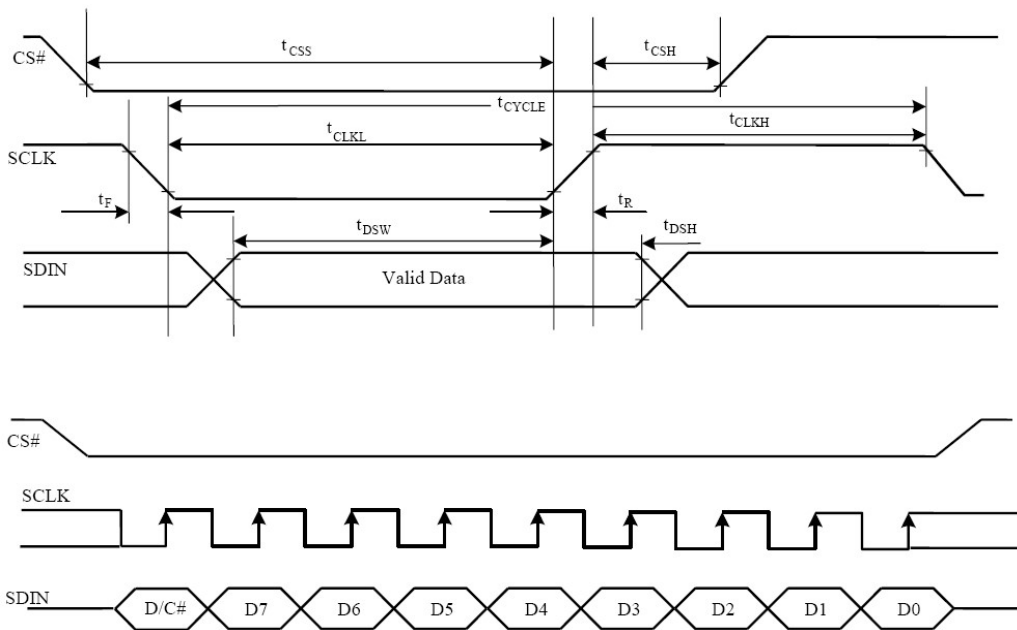 CS#
tCSS
tCSH
tCYCLE
tCLKL
tCLKH
SCLK
tF
tR
tDSW
tDSH
SDIN
Valid Data
CS#
SCLK
SDIN
D/C# D7 D6 D5 D4 D3 D2 D1 D0